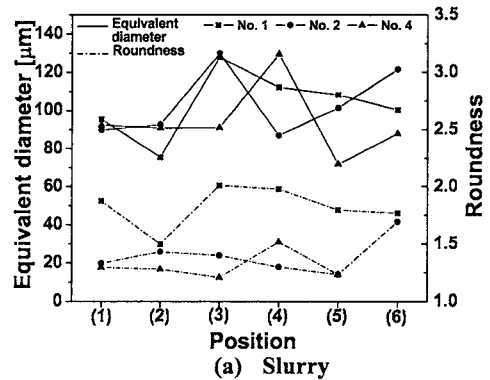 Equivalent diameter [μm]
140
120
100
80
60
40
20
0
Equivalent
diameter
Roundness
No. 1
No. 2
No. 4
3.5
3.0
2.5
2.0
1.5
1.0
Roundness
(1) (2) (3) (4) (5) (6)
Position
(a) Slurry